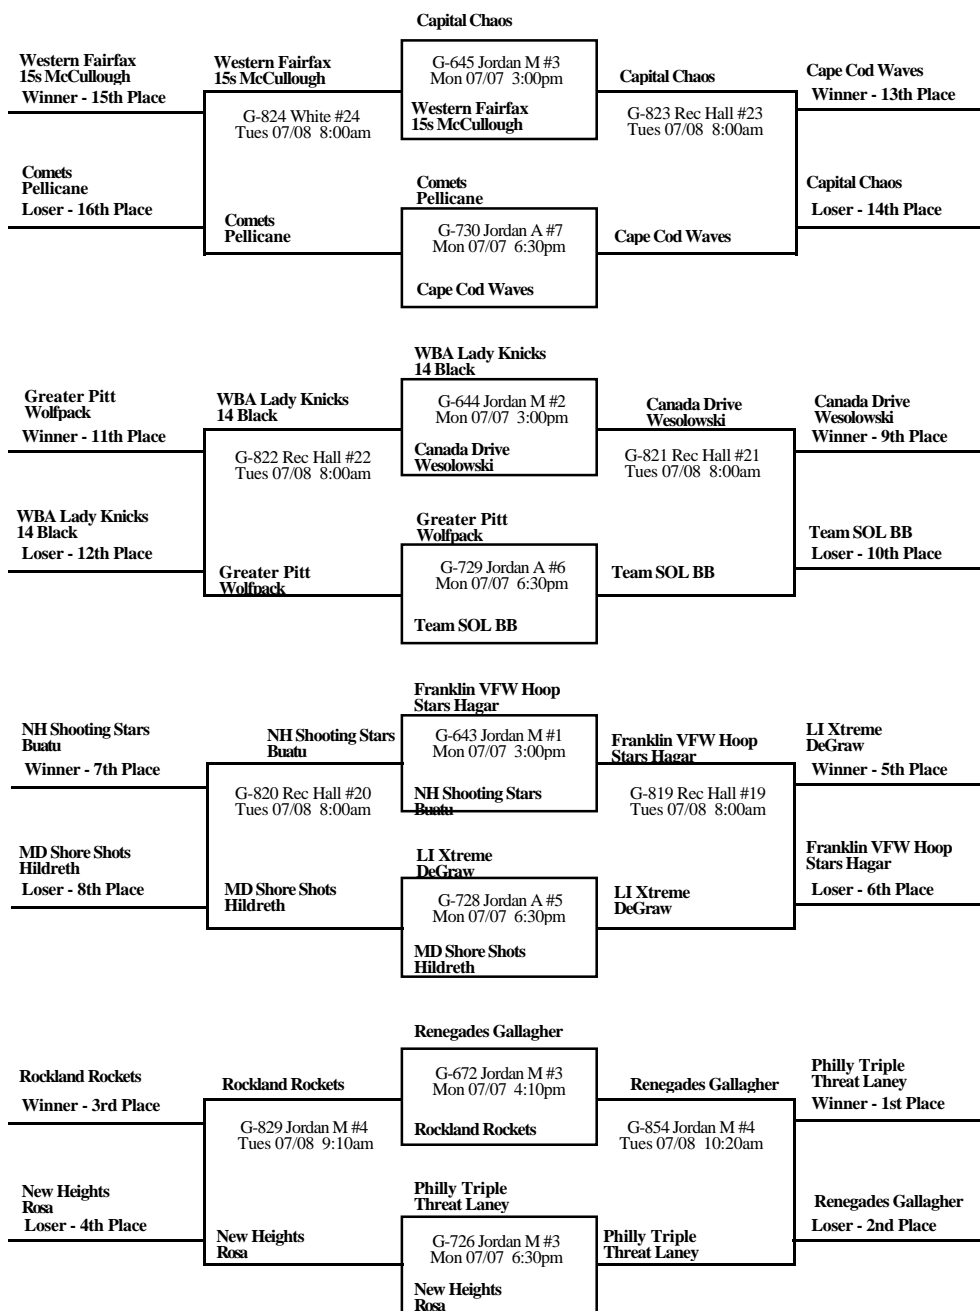 Capital Chaos
Western Fairfax
15s McCullough
Winner - 15th Place
Western Fairfax
15s McCullough
G-645 Jordan M #3
Mon 07/07  3:00pm
Western Fairfax
15s McCullough
Capital Chaos
Cape Cod Waves
Winner - 13th Place
G-824 White #24
Tues 07/08  8:00am
G-823 Rec Hall #23
Tues 07/08  8:00am
Comets
Pellicane
Loser - 16th Place
Comets
Pellicane
Comets
Pellicane
G-730 Jordan A #7
Mon 07/07  6:30pm
Cape Cod Waves
Cape Cod Waves
Capital Chaos
Loser - 14th Place
WBA Lady Knicks
14 Black
Greater Pitt
Wolfpack
Winner - 11th Place
WBA Lady Knicks
14 Black
G-644 Jordan M #2
Mon 07/07  3:00pm
Canada Drive
Wesolowski
Canada Drive
Wesolowski
Canada Drive
Wesolowski
Winner - 9th Place
G-822 Rec Hall #22
Tues 07/08  8:00am
G-821 Rec Hall #21
Tues 07/08  8:00am
WBA Lady Knicks
14 Black
Loser - 12th Place
Greater Pitt
Wolfpack
Greater Pitt
Wolfpack
G-729 Jordan A #6
Mon 07/07  6:30pm
Team SOL BB
Team SOL BB
Team SOL BB
Loser - 10th Place
Franklin VFW Hoop
Stars Hagar
NH Shooting Stars
Buatu
Winner - 7th Place
NH Shooting Stars
Buatu
G-643 Jordan M #1
Mon 07/07  3:00pm
NH Shooting Stars
Buatu
Franklin VFW Hoop
Stars Hagar
LI Xtreme
DeGraw
Winner - 5th Place
G-820 Rec Hall #20
Tues 07/08  8:00am
G-819 Rec Hall #19
Tues 07/08  8:00am
MD Shore Shots
Hildreth
Loser - 8th Place
MD Shore Shots
Hildreth
LI Xtreme
DeGraw
G-728 Jordan A #5
Mon 07/07  6:30pm
MD Shore Shots
Hildreth
LI Xtreme
DeGraw
Franklin VFW Hoop
Stars Hagar
Loser - 6th Place
Renegades Gallagher
Rockland Rockets
Winner - 3rd Place
Rockland Rockets
G-672 Jordan M #3
Mon 07/07  4:10pm
Rockland Rockets
Renegades Gallagher
Philly Triple
Threat Laney
Winner - 1st Place
G-829 Jordan M #4
Tues 07/08  9:10am
G-854 Jordan M #4
Tues 07/08  10:20am
New Heights
Rosa
Loser - 4th Place
New Heights
Rosa
Philly Triple
Threat Laney
G-726 Jordan M #3
Mon 07/07  6:30pm
New Heights
Rosa
Philly Triple
Threat Laney
Renegades Gallagher
Loser - 2nd Place